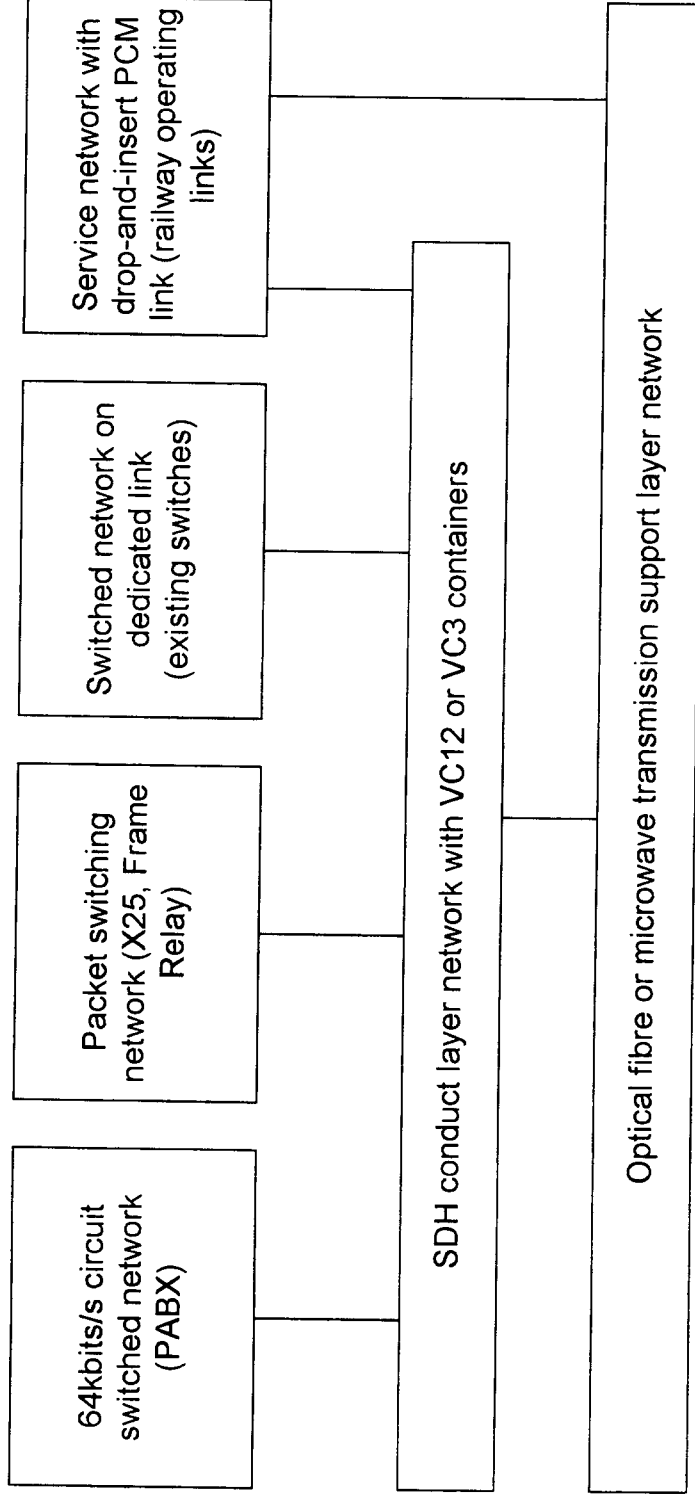 64kbits/s circuit
switched network
(PABX)
Packet switching
network (X25, Frame
Relay)
Switched network on
dedicated link
(existing switches)
Service network with
drop-and-insert PCM
link (railway operating
links)
SDH conduct layer network with VC12 or VC3 containers
Optical fibre or microwave transmission support layer network